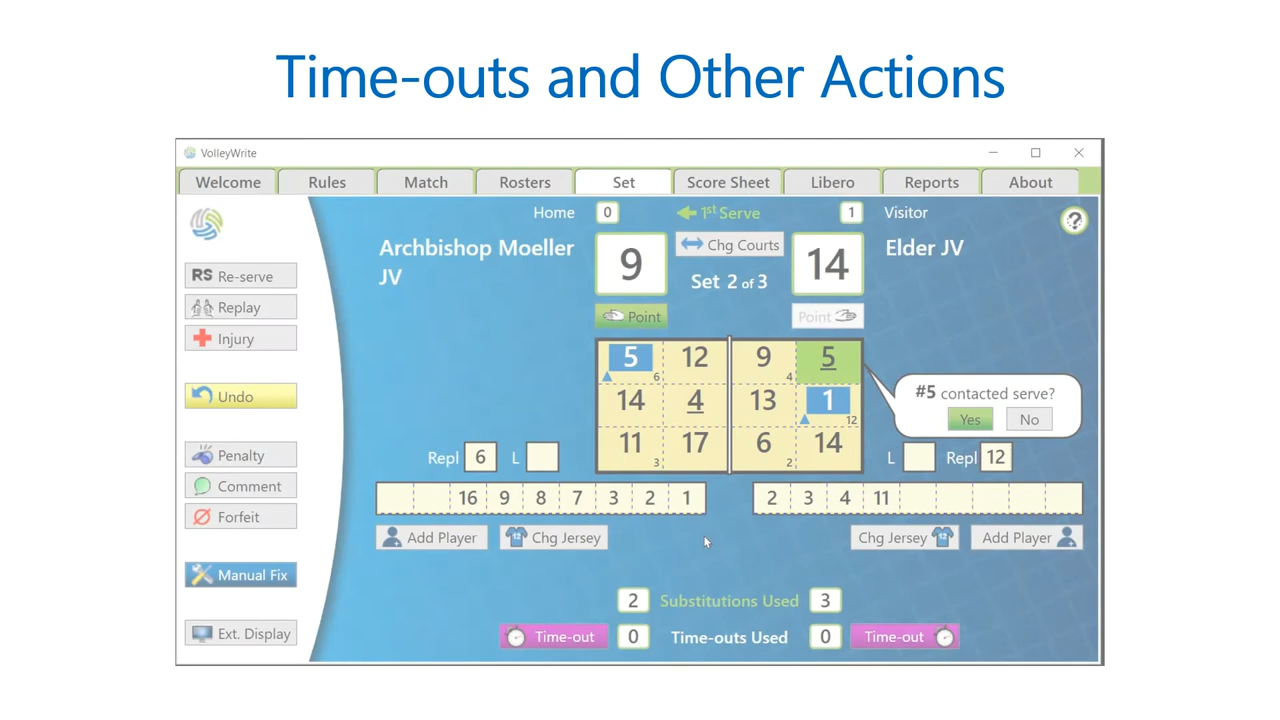 Time-outs and Other Actions
VolleyWrite
Welcome Rules Match Rosters Set Score Sheet Libero Reports About
Home 0 1st Serve 1 Visitor ?
Archbishop Moeller JV 9 Chg Courts 14 Elder JV
Set 2 of 3
RS Re-serve
Replay
Injury
Point Point
5 6 12 9 4 5
14 4 13 1 12
11 3 17 6 2 14
#5 contacted serve?
Yes No
Undo
Penalty
Comment
Forfeit
Repl 6 L L Repl 12
16 9 8 7 3 2 1 2 3 4 11
Add Player 12 Chg Jersey Chg Jersey 12 Add Player
Manual Fix
Ext. Display
2 Substitutions Used 3
Time-out 0 Time-outs Used 0 Time-out